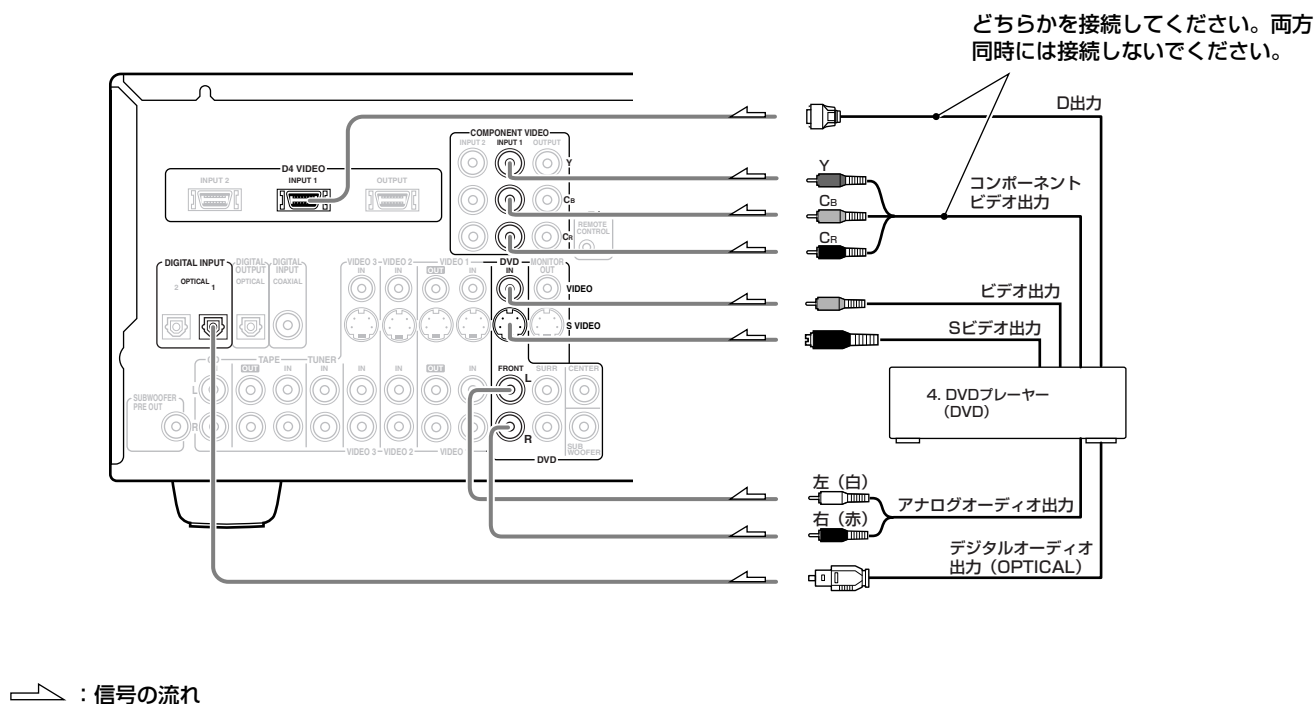 どちらかを接続してください。両方
同時には接続しないでください。
D出力
COMPONENT VIDEO
INPUT 2 INPUT 1 OUTPUT
Y
D4 VIDEO
INPUT 2 INPUT 1 OUTPUT
Y
コンポーネント
ビデオ出力
CB
CB
REMOTE
CONTROL
CR
CR
DIGITAL INPUT
OPTICAL
2 1
DIGITAL
OUTPUT
OPTICAL
DIGITAL
INPUT
COAXIAL
VIDEO 3 VIDEO 2 VIDEO 1 DVD MONITOR
IN IN OUT IN IN OUT
VIDEO
ビデオ出力
S VIDEO
Sビデオ出力
CD TAPE TUNER
IN OUT IN IN IN IN OUT IN FRONT SURR CENTER
L L
4. DVDプレーヤー
(DVD)
SUBWOOFER
PRE OUT
R R
SUB
WOOFER
VIDEO 3 VIDEO 2 VIDEO
DVD
左(白)
アナログオーディオ出力
右(赤)
デジタルオーディオ
出力(OPTICAL)
:信号の流れ